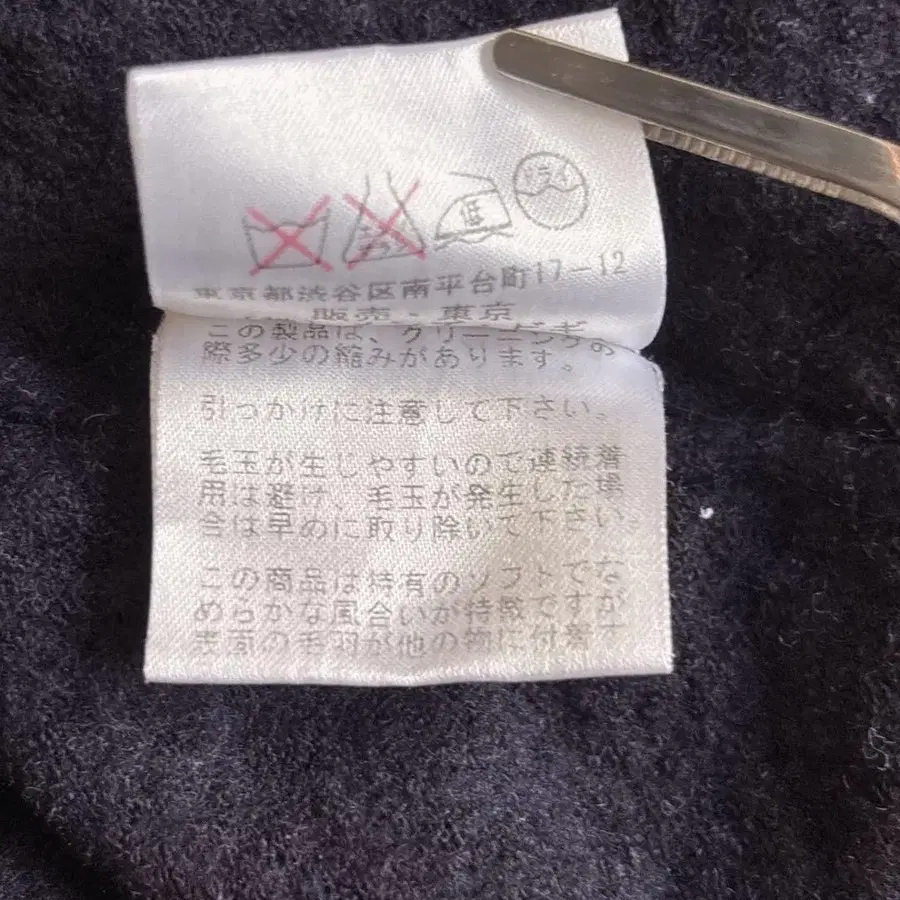 ドライ
低
東京都渋谷区南平台町17-12
販売・東京
この製品は、クリーニングの
際多少の縮みがあります。
引っかけに注意して下さい。
毛玉が生じやすいので連続着
用は避け、毛玉が発生した場
合は早めに取り除いて下さい。
この商品は特有のソフトでな
めらかな風合いが特徴ですが
表面の毛羽が他の物に付着す